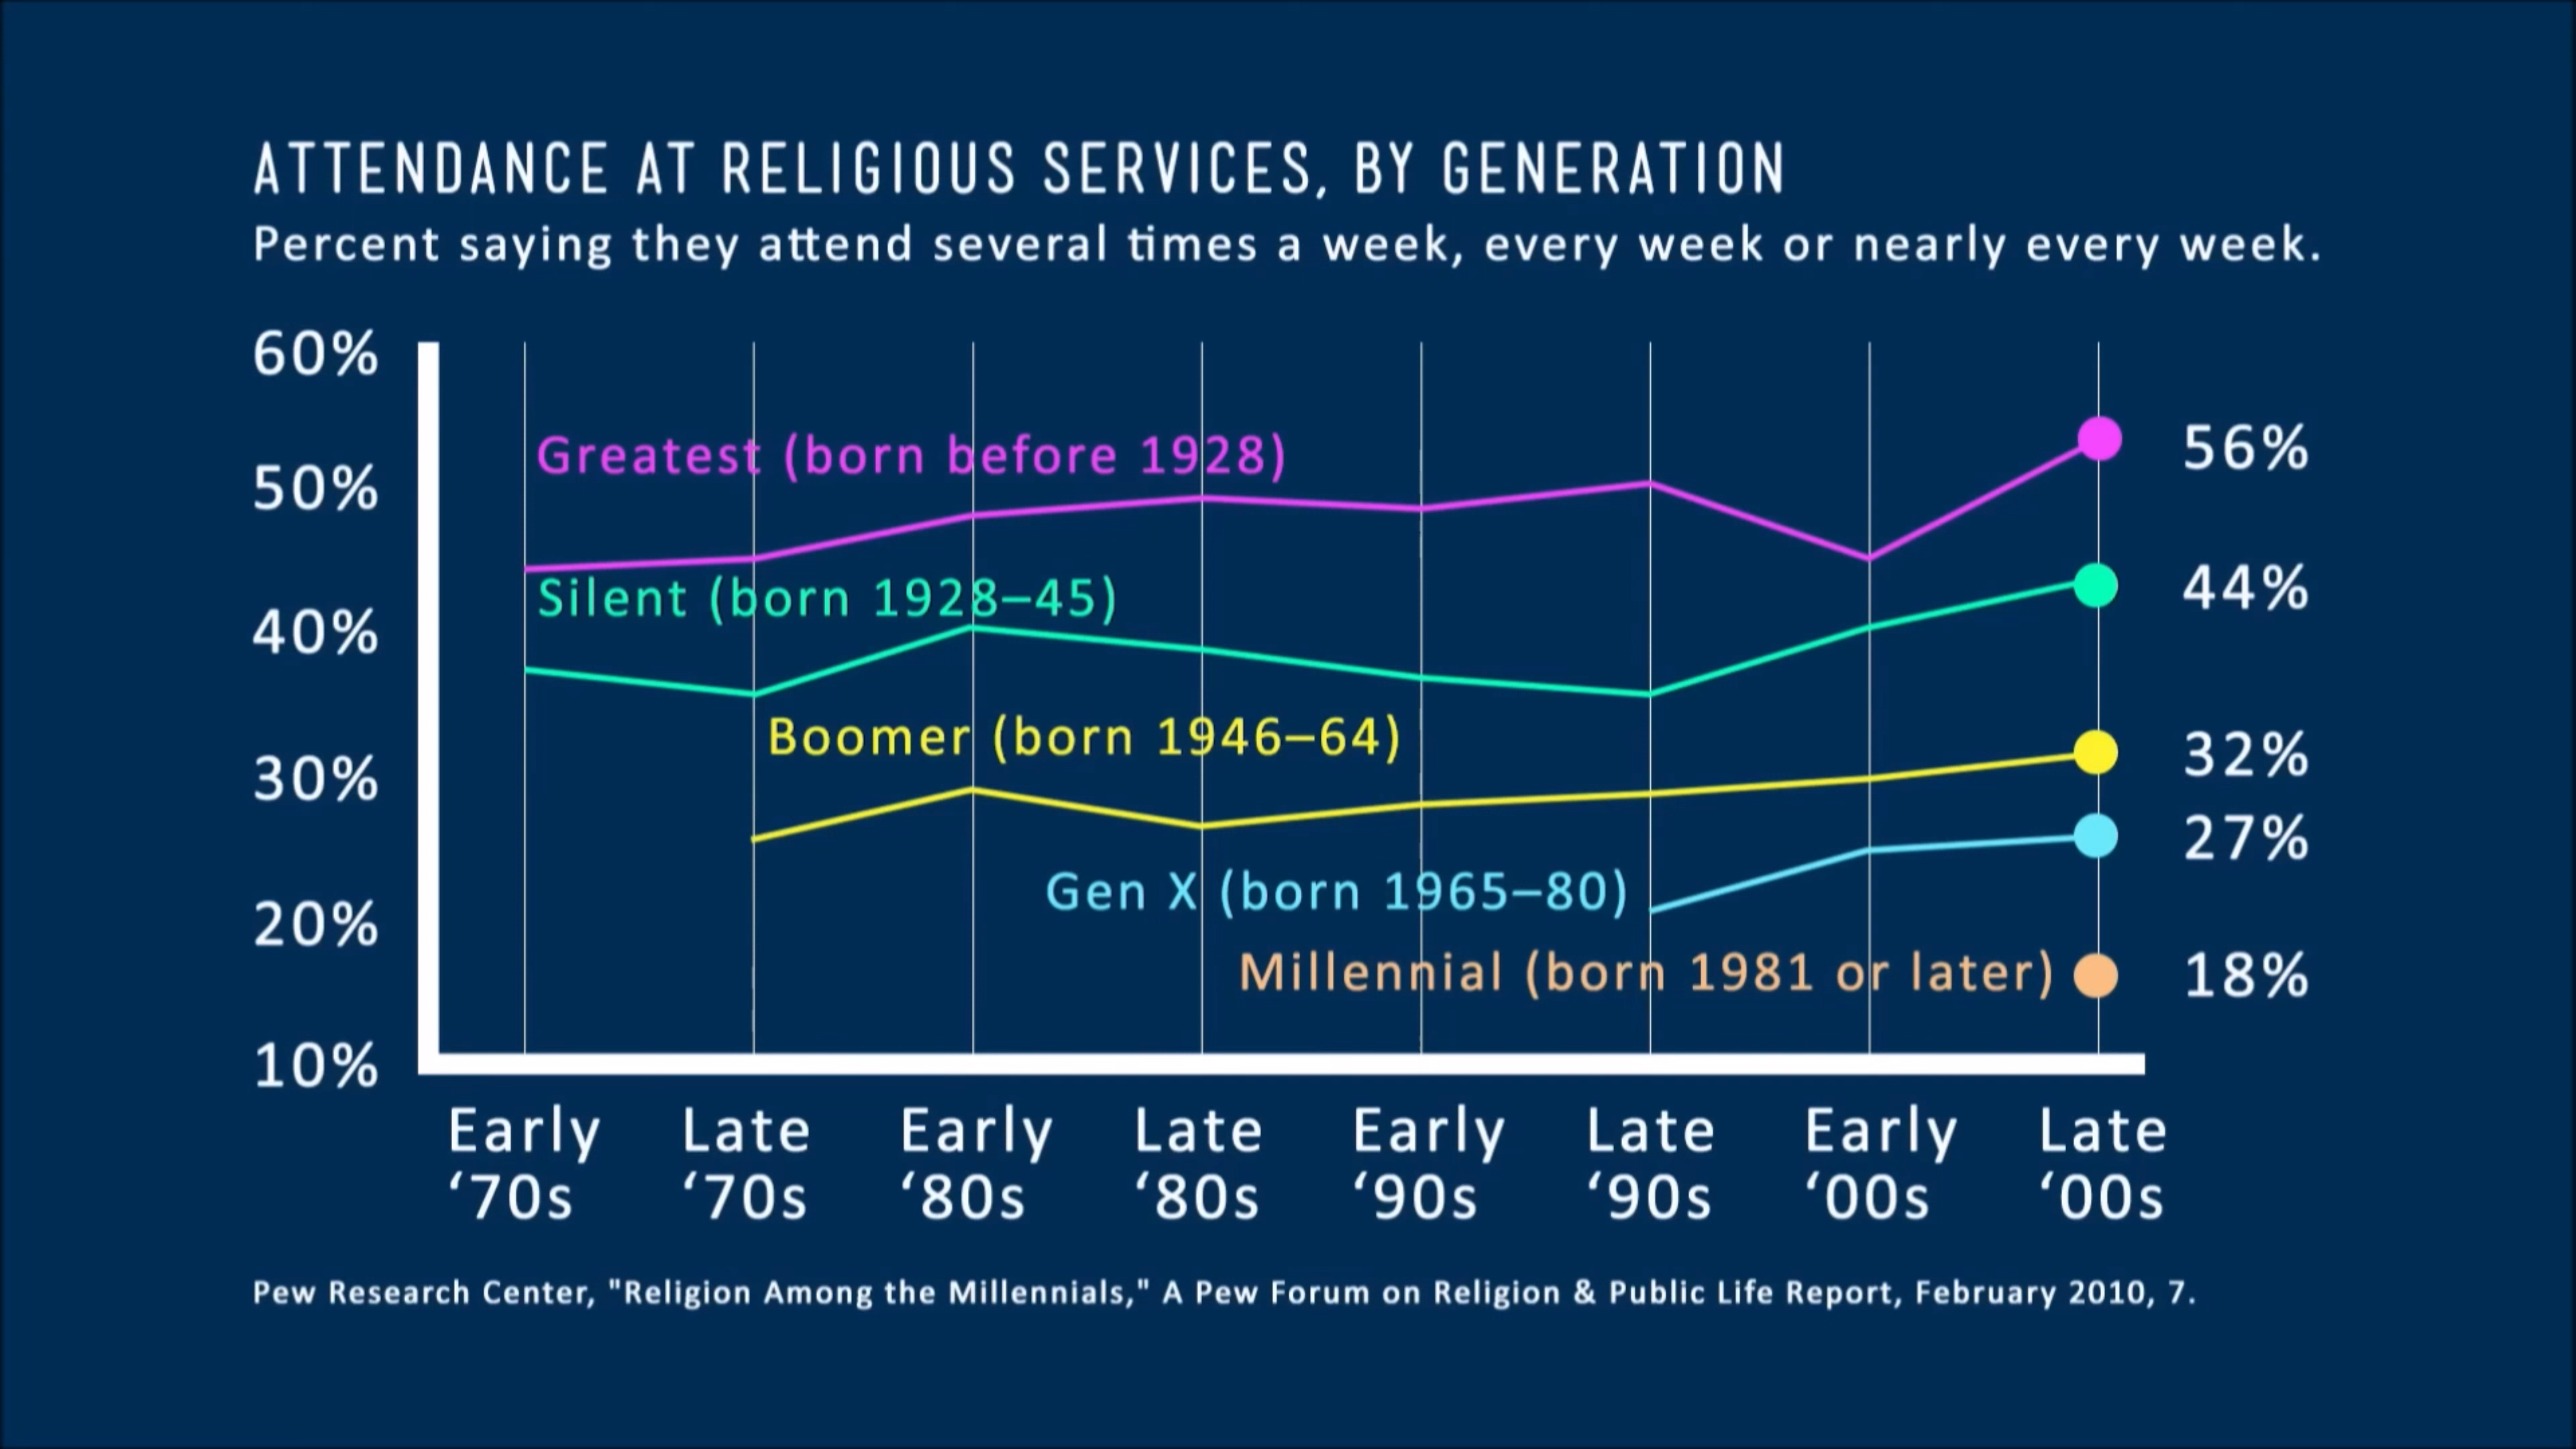 ATTENDANCE AT RELIGIOUS SERVICES, BY GENERATION
Percent saying they attend several times a week, every week or nearly every week.
60%
50%
40%
30%
20%
10%
Greatest (born before 1928)
Silent (born 1928–45)
Boomer (born 1946–64)
Gen X (born 1965–80)
Millennial (born 1981 or later)
56%
44%
32%
27%
18%
Early ‘70s
Late ‘70s
Early ‘80s
Late ‘80s
Early ‘90s
Late ‘90s
Early ‘00s
Late ‘00s
Pew Research Center, "Religion Among the Millennials," A Pew Forum on Religion & Public Life Report, February 2010, 7.